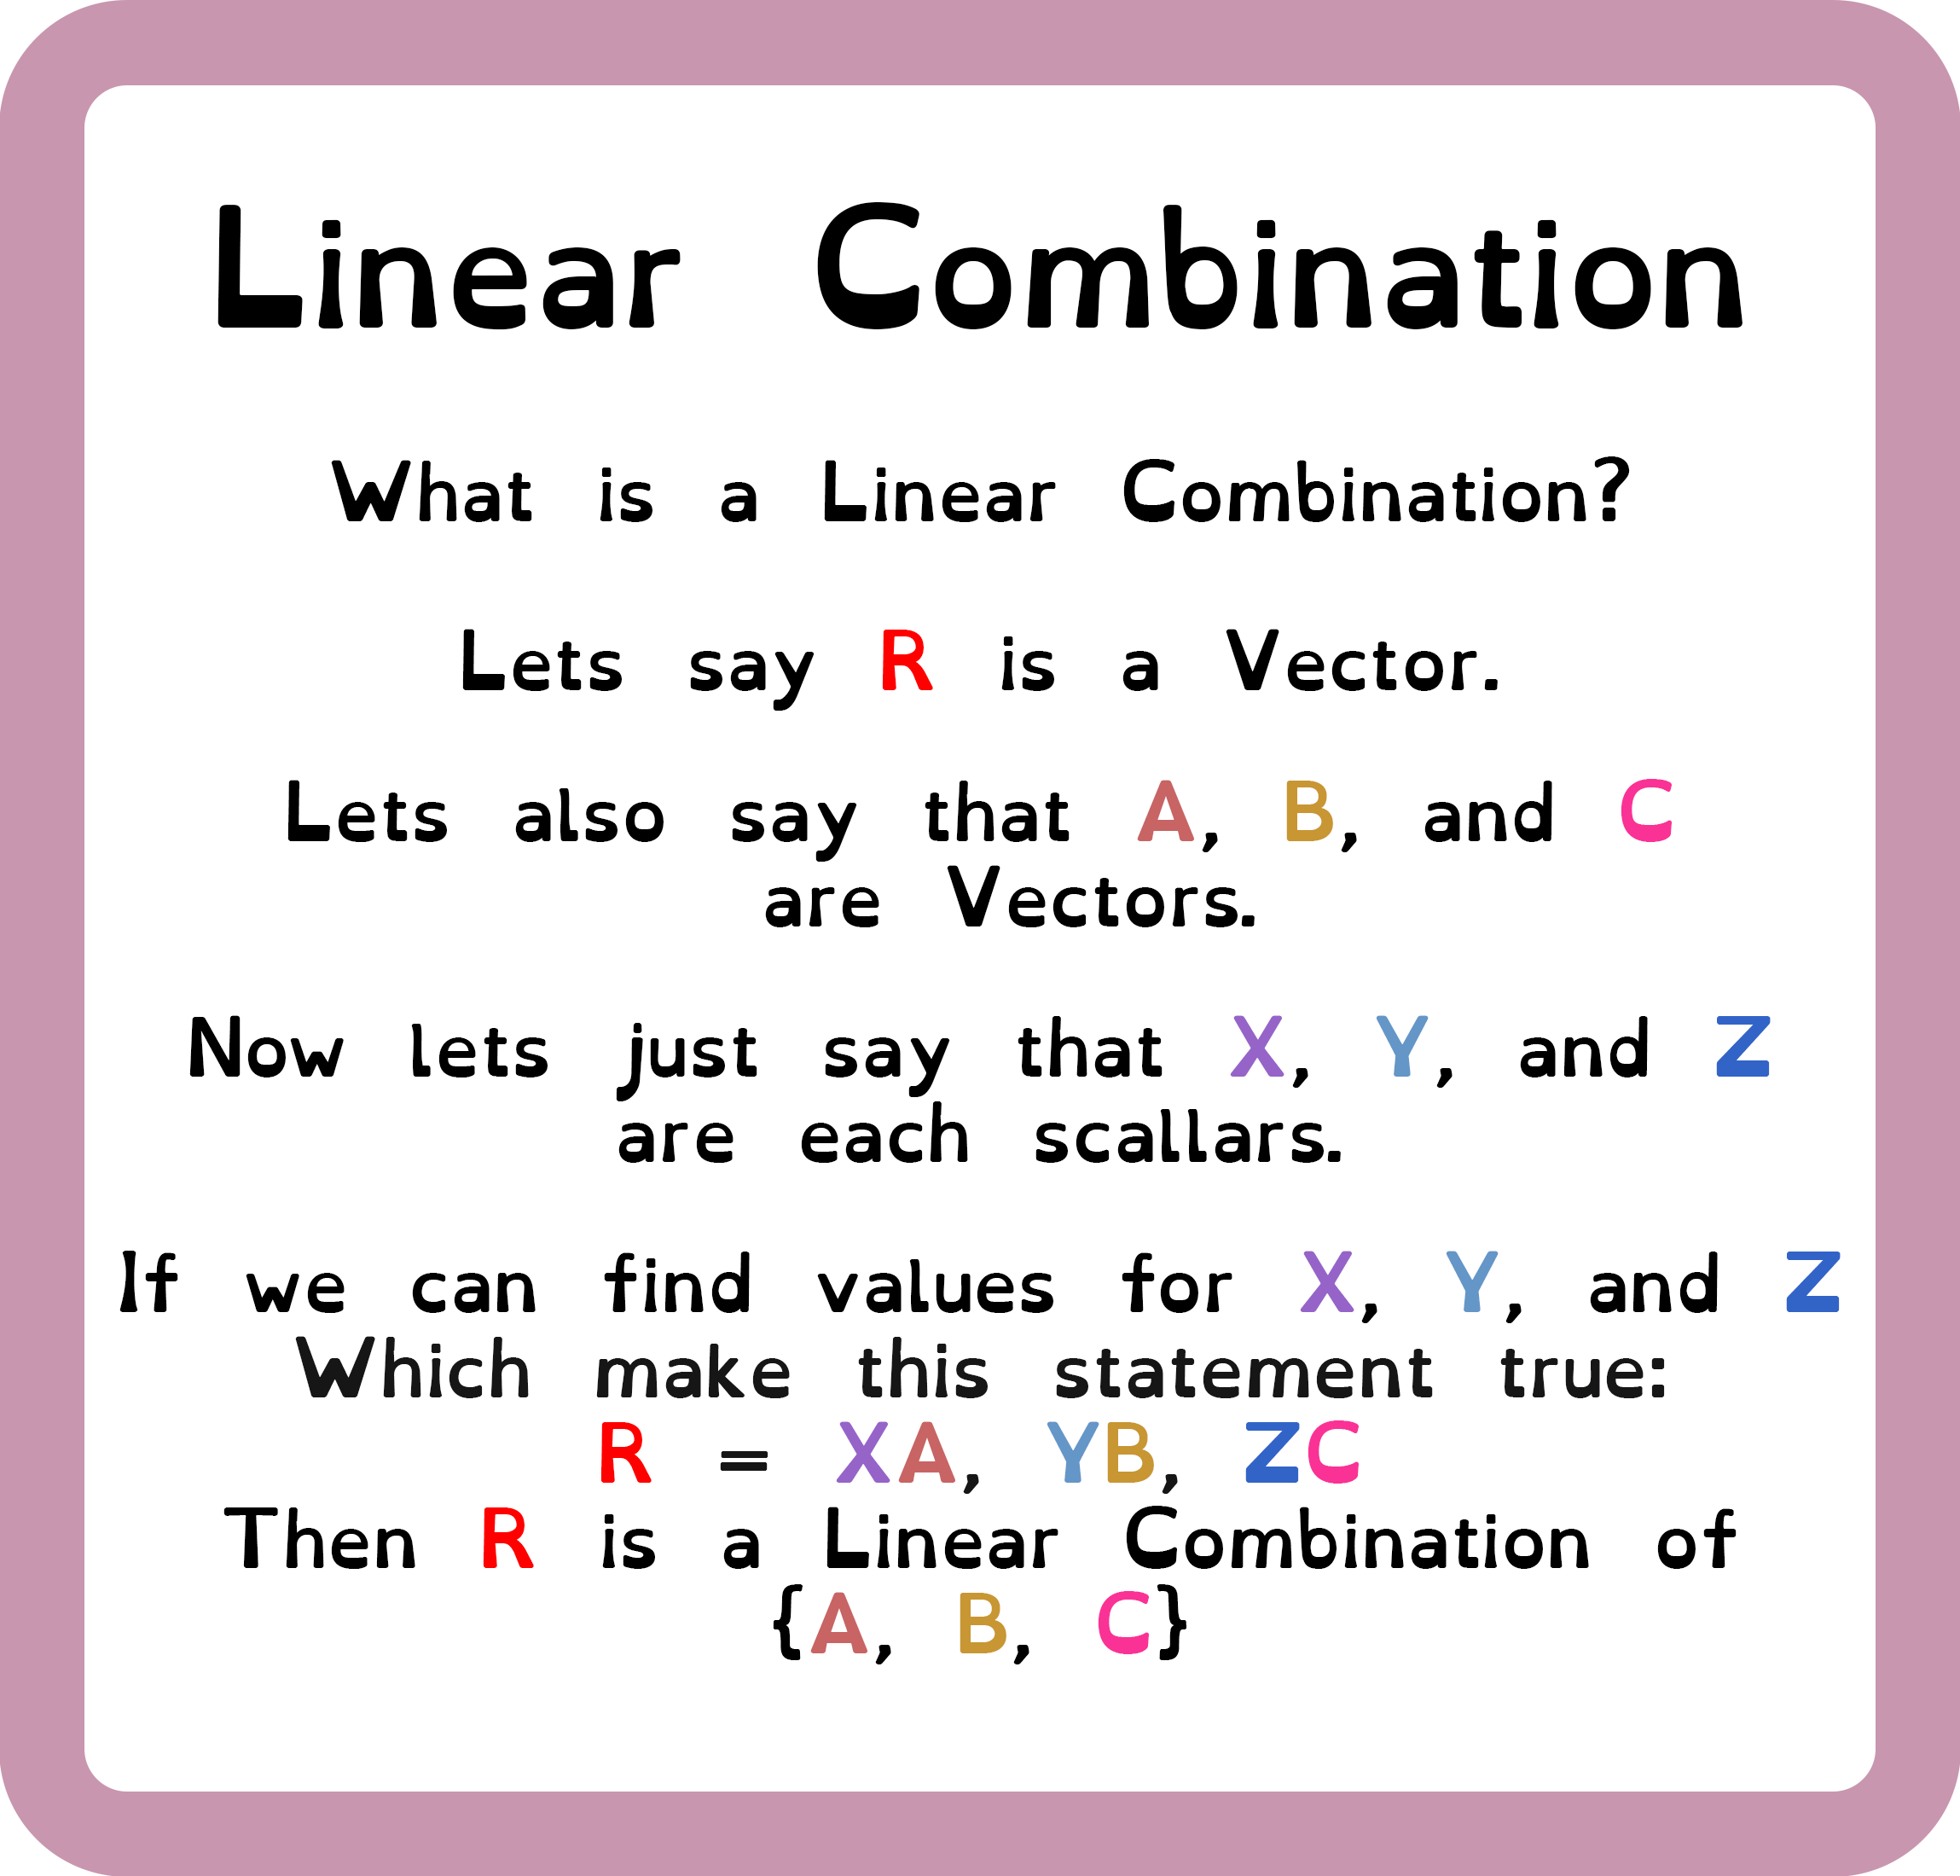 Linear Combination
What is a Linear Combination?
Lets say R is a Vector.
Lets also say that A, B, and C
are Vectors.
Now lets just say that X, Y, and Z
are each scallars.
If we can find values for X, Y, and Z
Which make this statement true:
R = XA, YB, ZC
Then R is a Linear Combination of
{A, B, C}